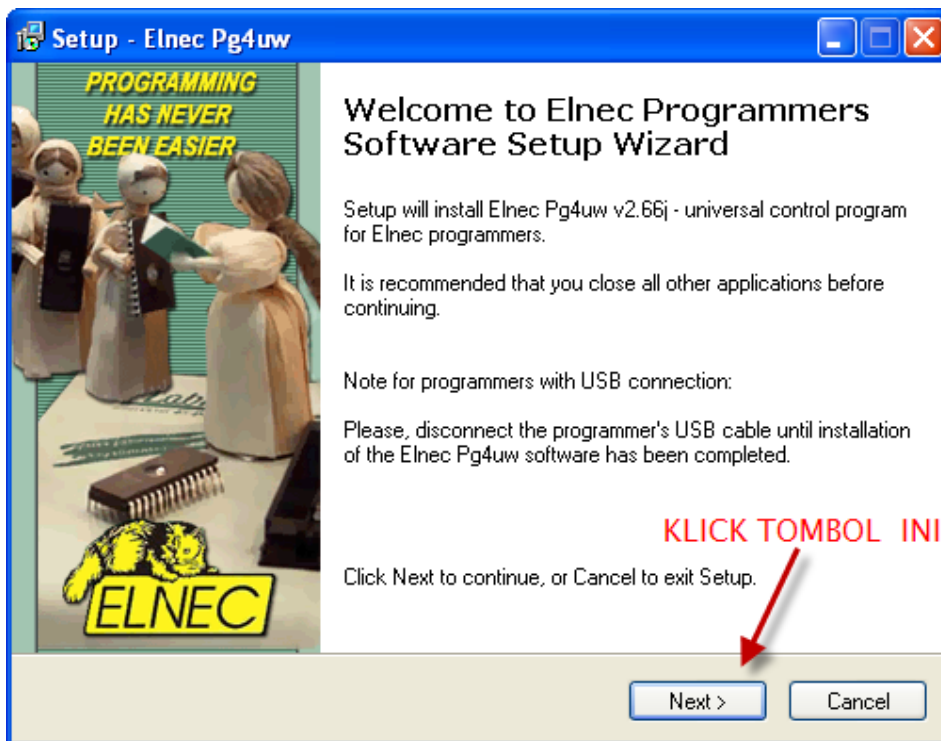 Setup - Elnec Pg4uw
PROGRAMMING
HAS NEVER
BEEN EASIER
Welcome to Elnec Programmers
Software Setup Wizard
Setup will install Elnec Pg4uw v2.66j - universal control program
for Elnec programmers.
It is recommended that you close all other applications before
continuing.
Note for programmers with USB connection:
Please, disconnect the programmer's USB cable until installation
of the Elnec Pg4uw software has been completed.
KLICK TOMBOL INI
Click Next to continue, or Cancel to exit Setup.
ELNEC
Next >
Cancel